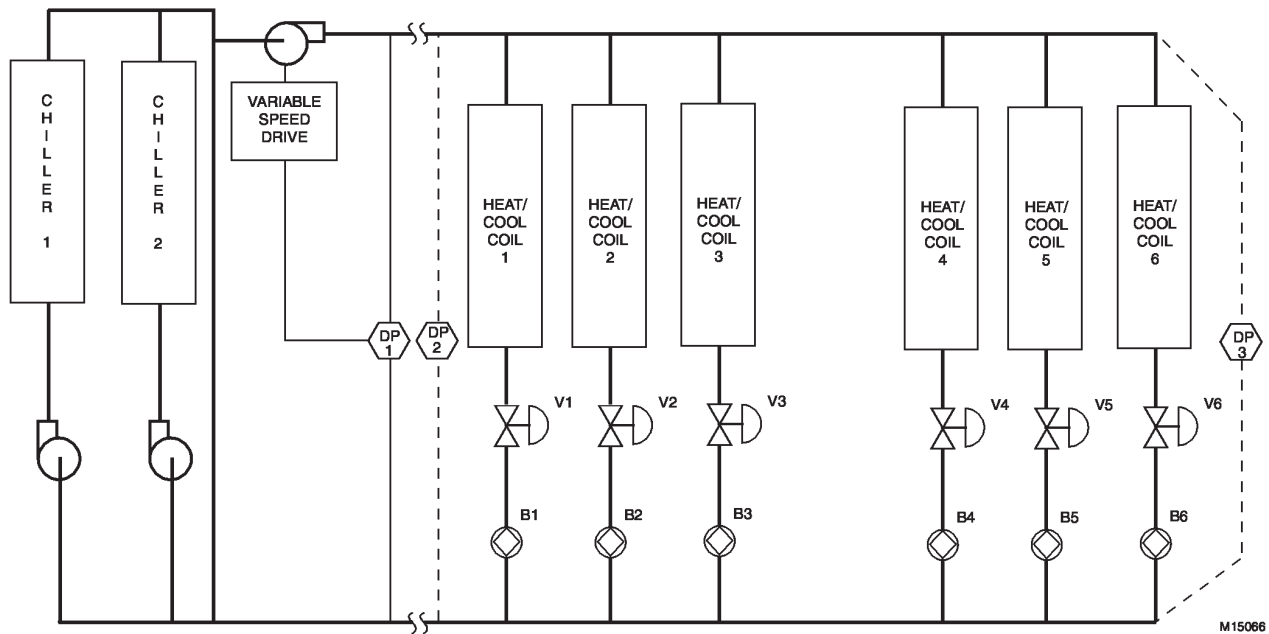 CHILLER 1
CHILLER 2
VARIABLE
SPEED
DRIVE
HEAT/
COOL
COIL
1
HEAT/
COOL
COIL
2
HEAT/
COOL
COIL
3
HEAT/
COOL
COIL
4
HEAT/
COOL
COIL
5
HEAT/
COOL
COIL
6
DP
1
DP
2
DP
3
V1
V2
V3
V4
V5
V6
B1
B2
B3
B4
B5
B6
M15066